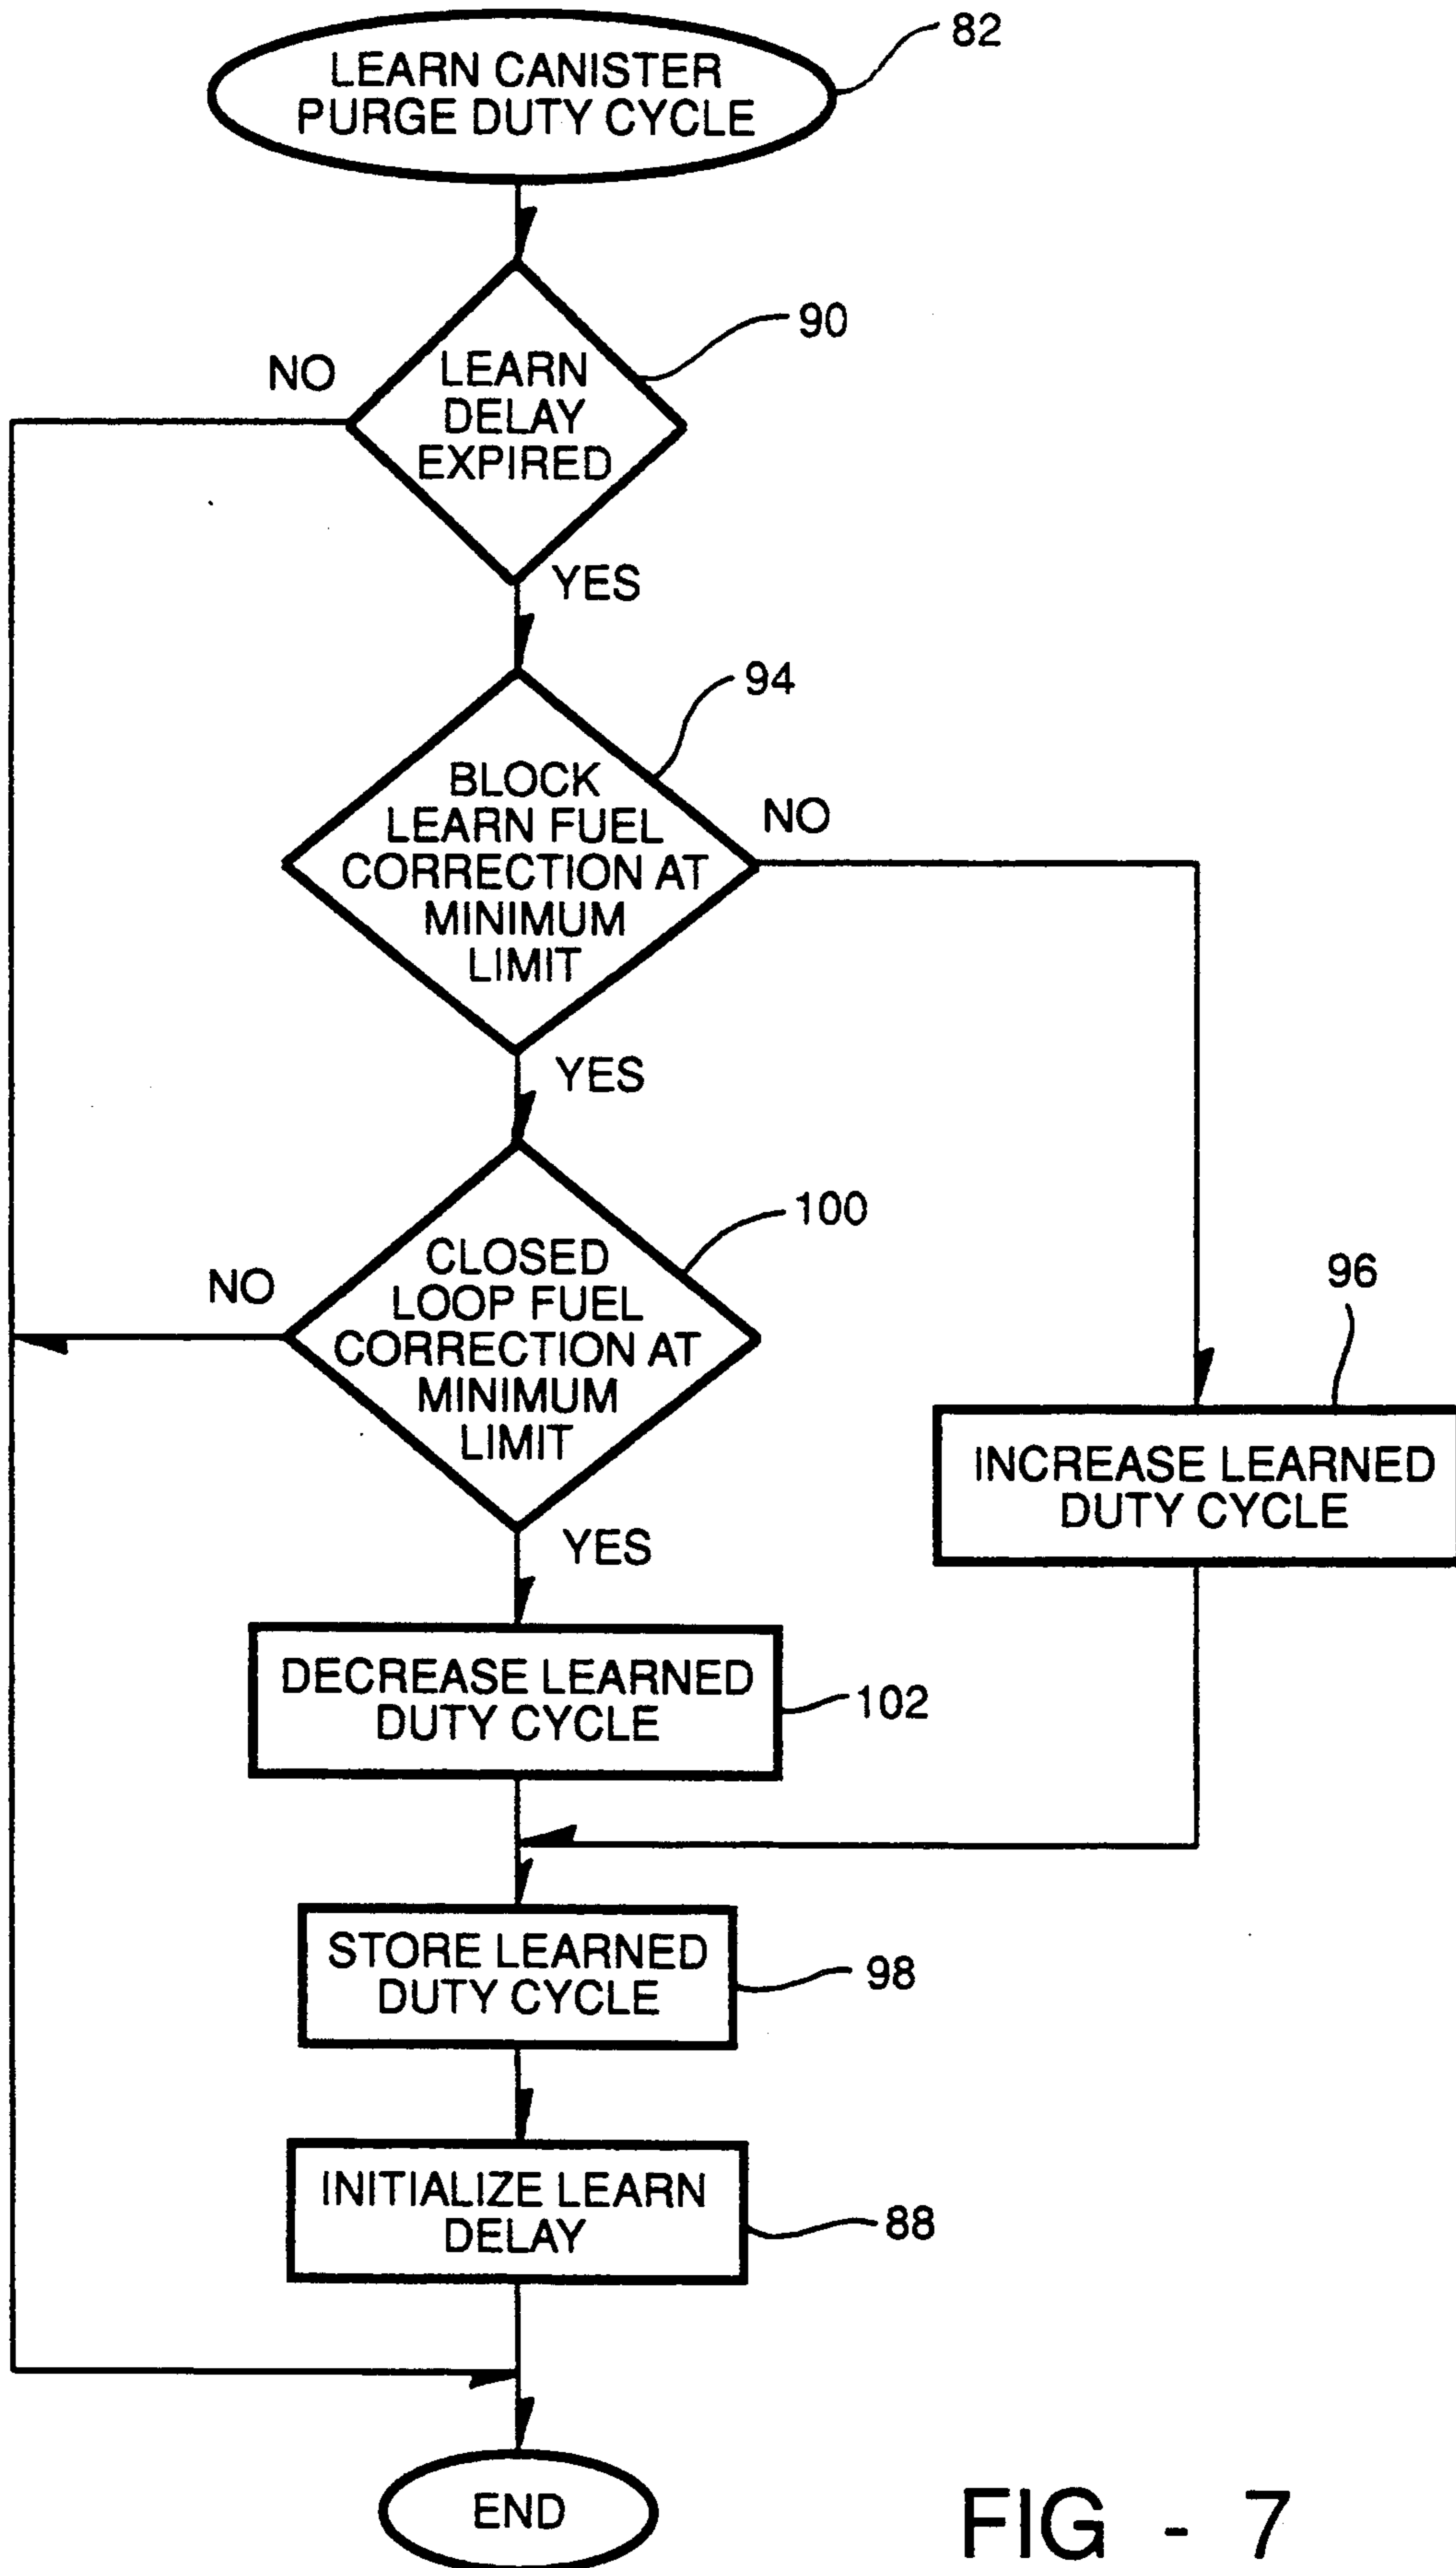 82
LEARN CANISTER
PURGE DUTY CYCLE
90
NO
LEARN
DELAY
EXPIRED
YES
94
BLOCK
LEARN FUEL
CORRECTION AT
MINIMUM
LIMIT
NO
YES
100
CLOSED
LOOP FUEL
CORRECTION AT
MINIMUM
LIMIT
NO
96
INCREASE LEARNED
DUTY CYCLE
YES
DECREASE LEARNED
DUTY CYCLE
102
STORE LEARNED
DUTY CYCLE
98
INITIALIZE LEARN
DELAY
88
END
FIG - 7